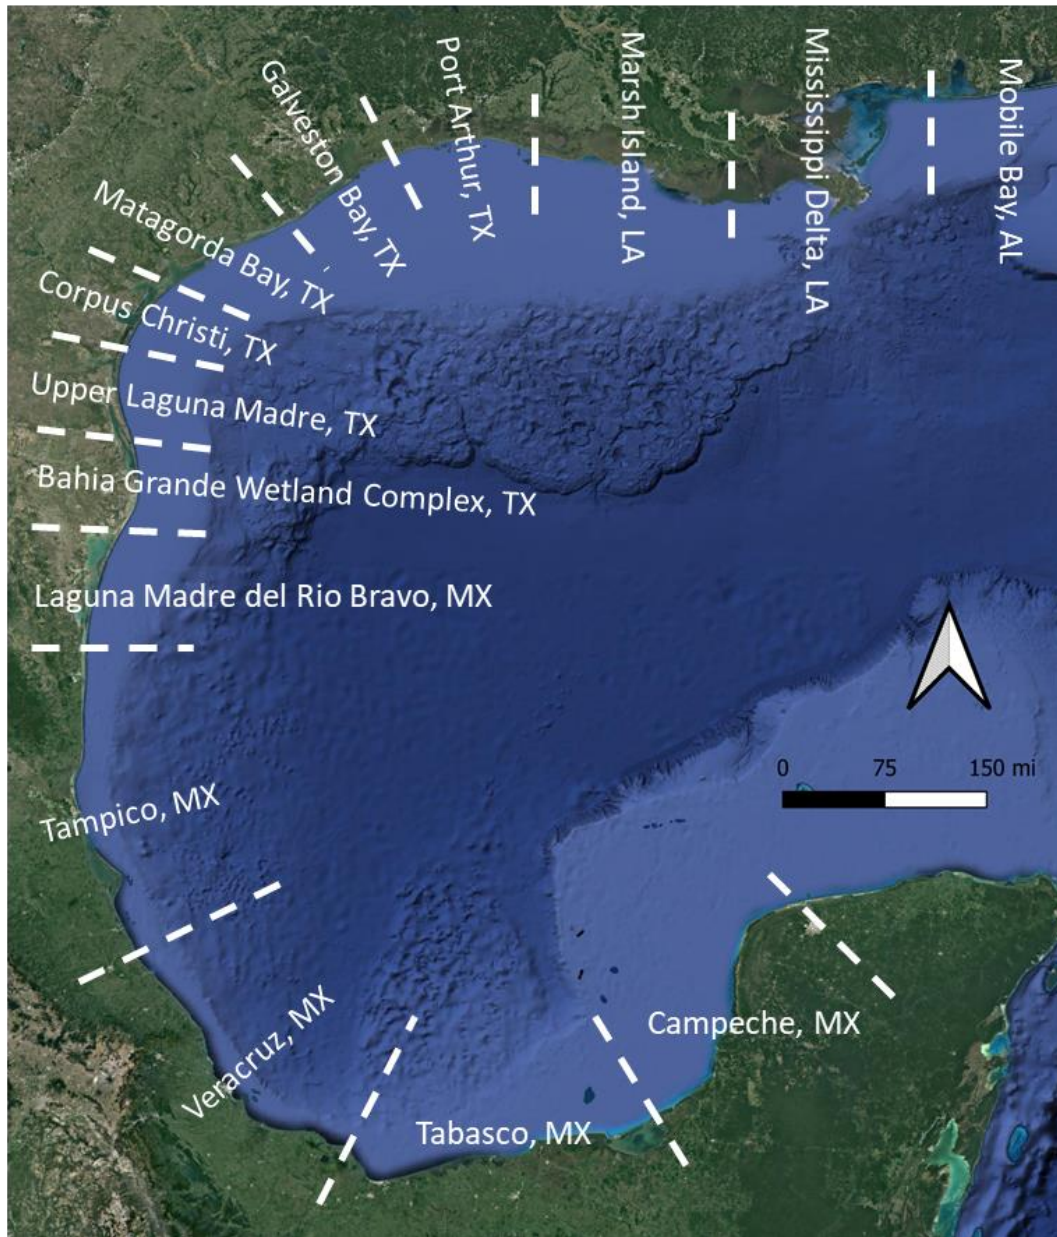 Mobile Bay, AL
Mississippi Delta, LA
Marsh Island, LA
Port Arthur, TX
Galveston Bay, TX
Matagorda Bay, TX
Corpus Christi, TX
Upper Laguna Madre, TX
Bahia Grande Wetland Complex, TX
Laguna Madre del Rio Bravo, MX
0 75 150 mi
Tampico, MX
Veracruz, MX
Campeche, MX
Tabasco, MX